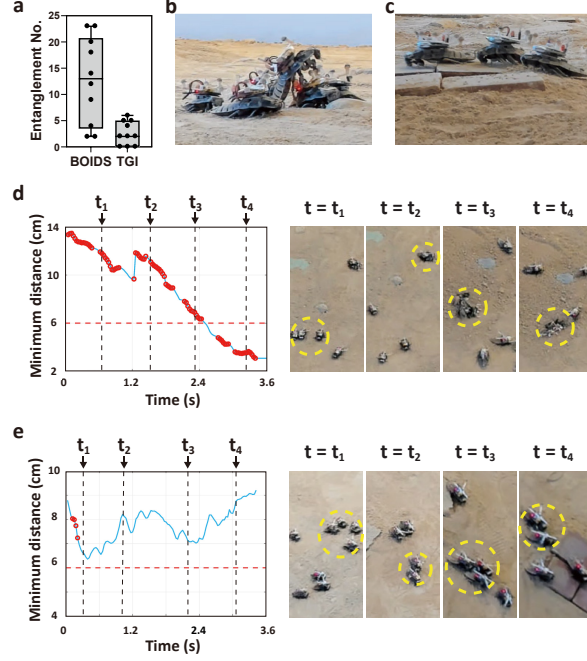 a
b
c
Entanglement No.
25
20
15
10
5
0
BOIDS TGI
d
t1 t2 t3 t4
Minimum distance (cm)
14
10
6
2
0 1.2 2.4 3.6
Time (s)
t = t1 t = t2 t = t3 t = t4
e
t1 t2 t3 t4
Minimum distance (cm)
10
8
6
4
0 1.2 2.4 3.6
Time (s)
t = t1 t = t2 t = t3 t = t4